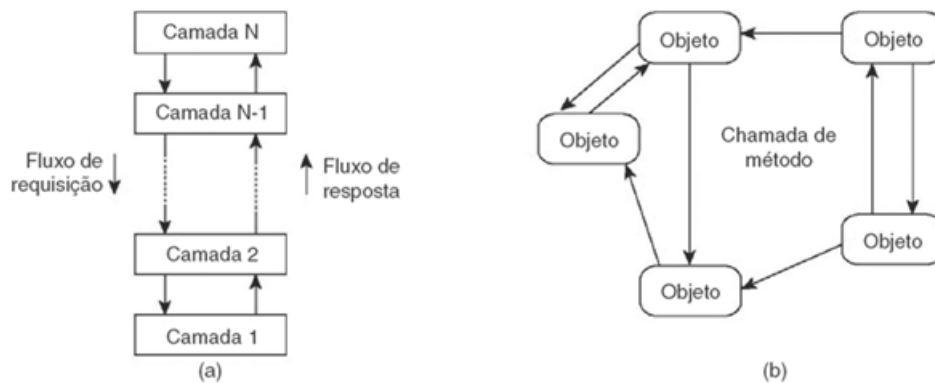 Camada N
Camada N-1
Fluxo de
requisição
Fluxo de
resposta
Camada 2
Camada 1
(a)
Objeto
Objeto
Objeto
Chamada de
método
Objeto
Objeto
(b)